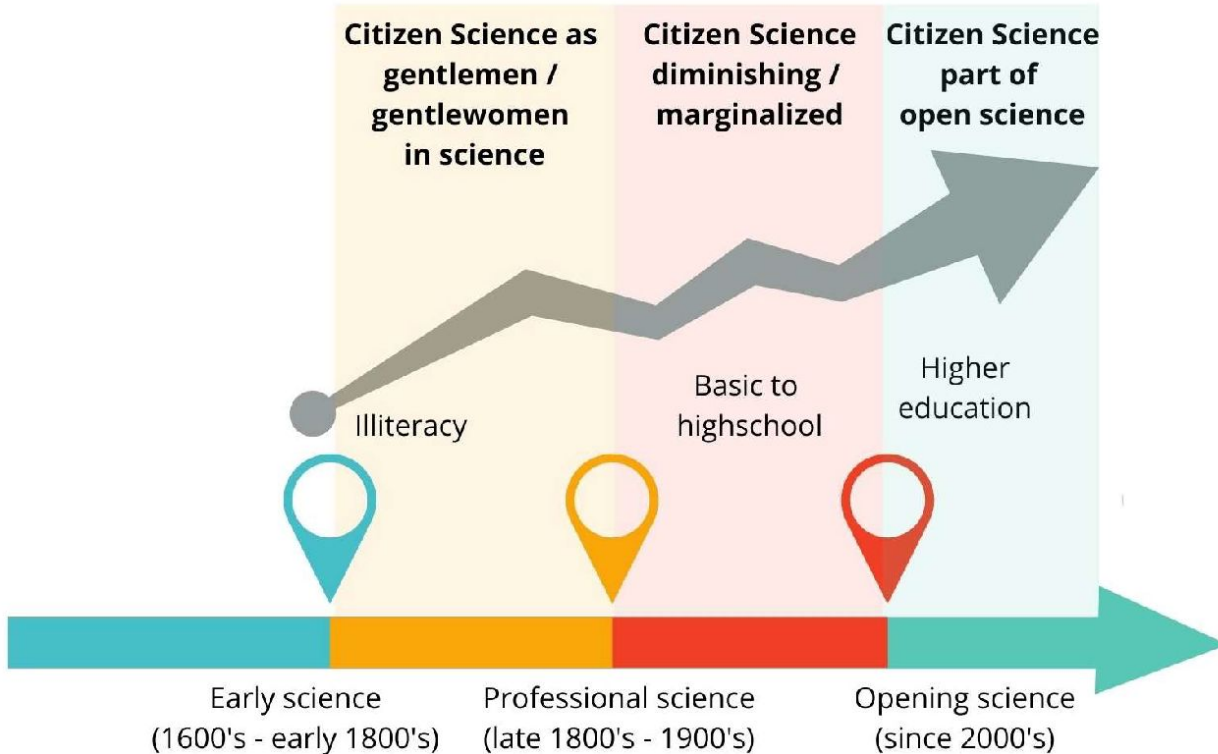 Citizen Science as
gentlemen /
gentlewomen
in science
Citizen Science
diminishing /
marginalized
Citizen Science
part of
open science
Illiteracy
Basic to
highschool
Higher
education
Early science
(1600's - early 1800's)
Professional science
(late 1800's - 1900's)
Opening science
(since 2000's)